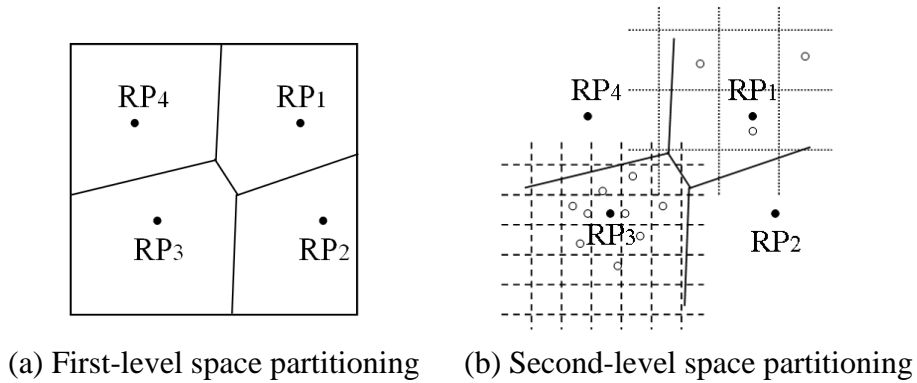 RP4 RP1
RP3 RP2
RP4 RP1
RP3 RP2
(a) First-level space partitioning
(b) Second-level space partitioning